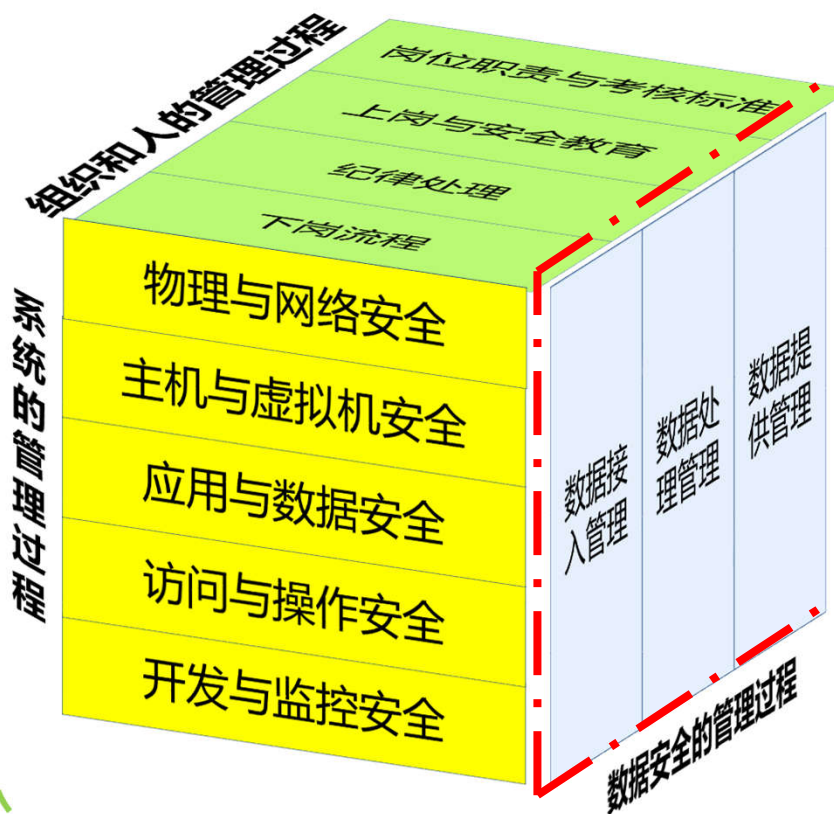 组织和人的管理过程
岗位职责与考核标准
上岗与安全教育
纪律处理
下岗流程
系统的管理过程
物理与网络安全
主机与虚拟机安全
应用与数据安全
访问与操作安全
开发与监控安全
数据接
入管理
数据处
理管理
数据提
供管理
数据安全的管理过程